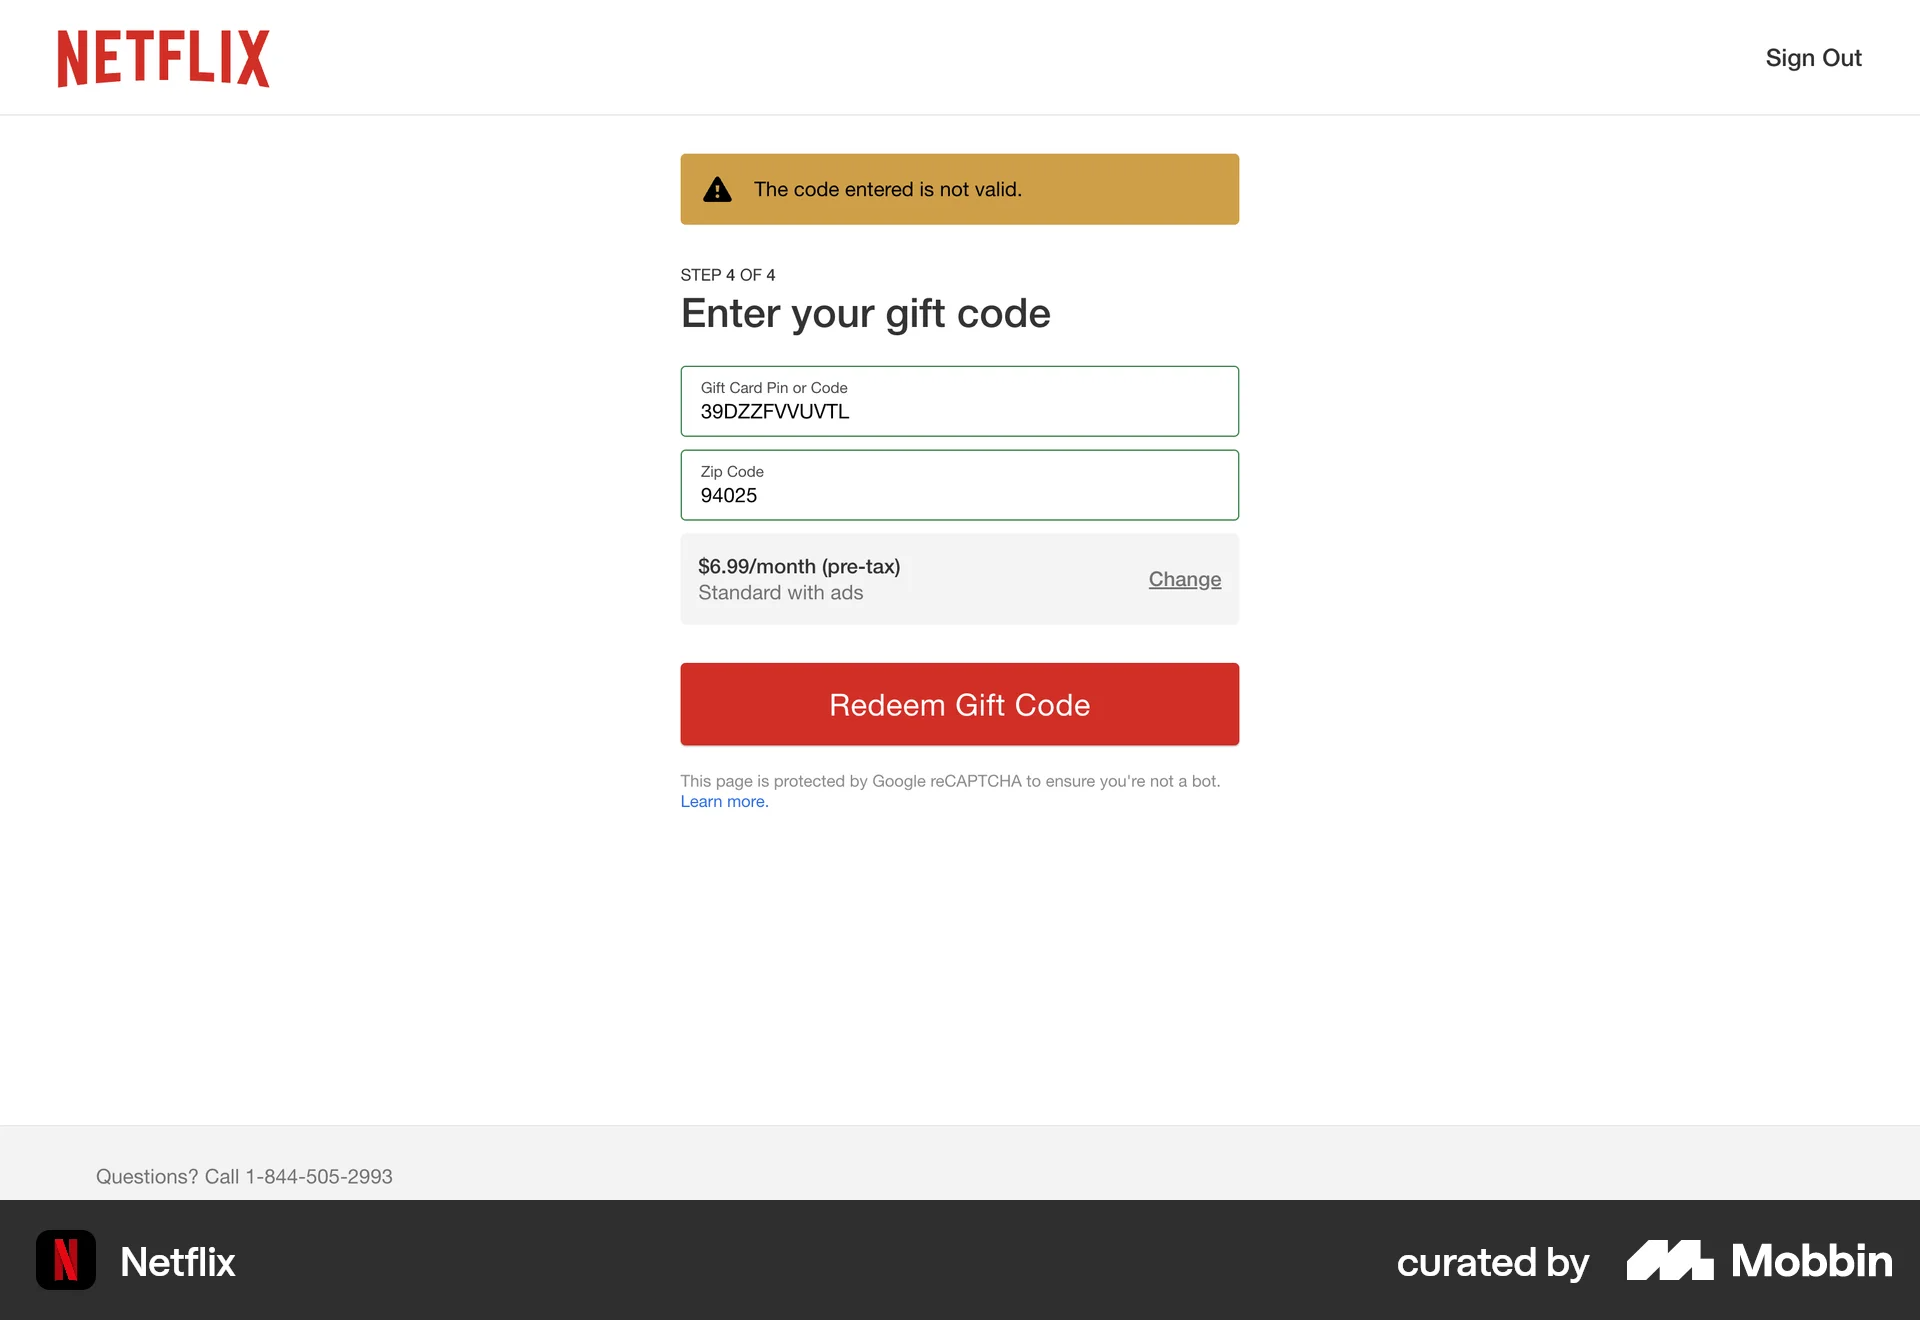 NETFLIX
Sign Out
The code entered is not valid.
STEP 4 OF 4
Enter your gift code
Gift Card Pin or Code
39DZZFVVUVTL
Zip Code
94025
$6.99/month (pre-tax)
Standard with ads
Change
Redeem Gift Code
This page is protected by Google reCAPTCHA to ensure you're not a bot.
Learn more.
Questions? Call 1-844-505-2993
N
Netflix
curated by
Mobbin